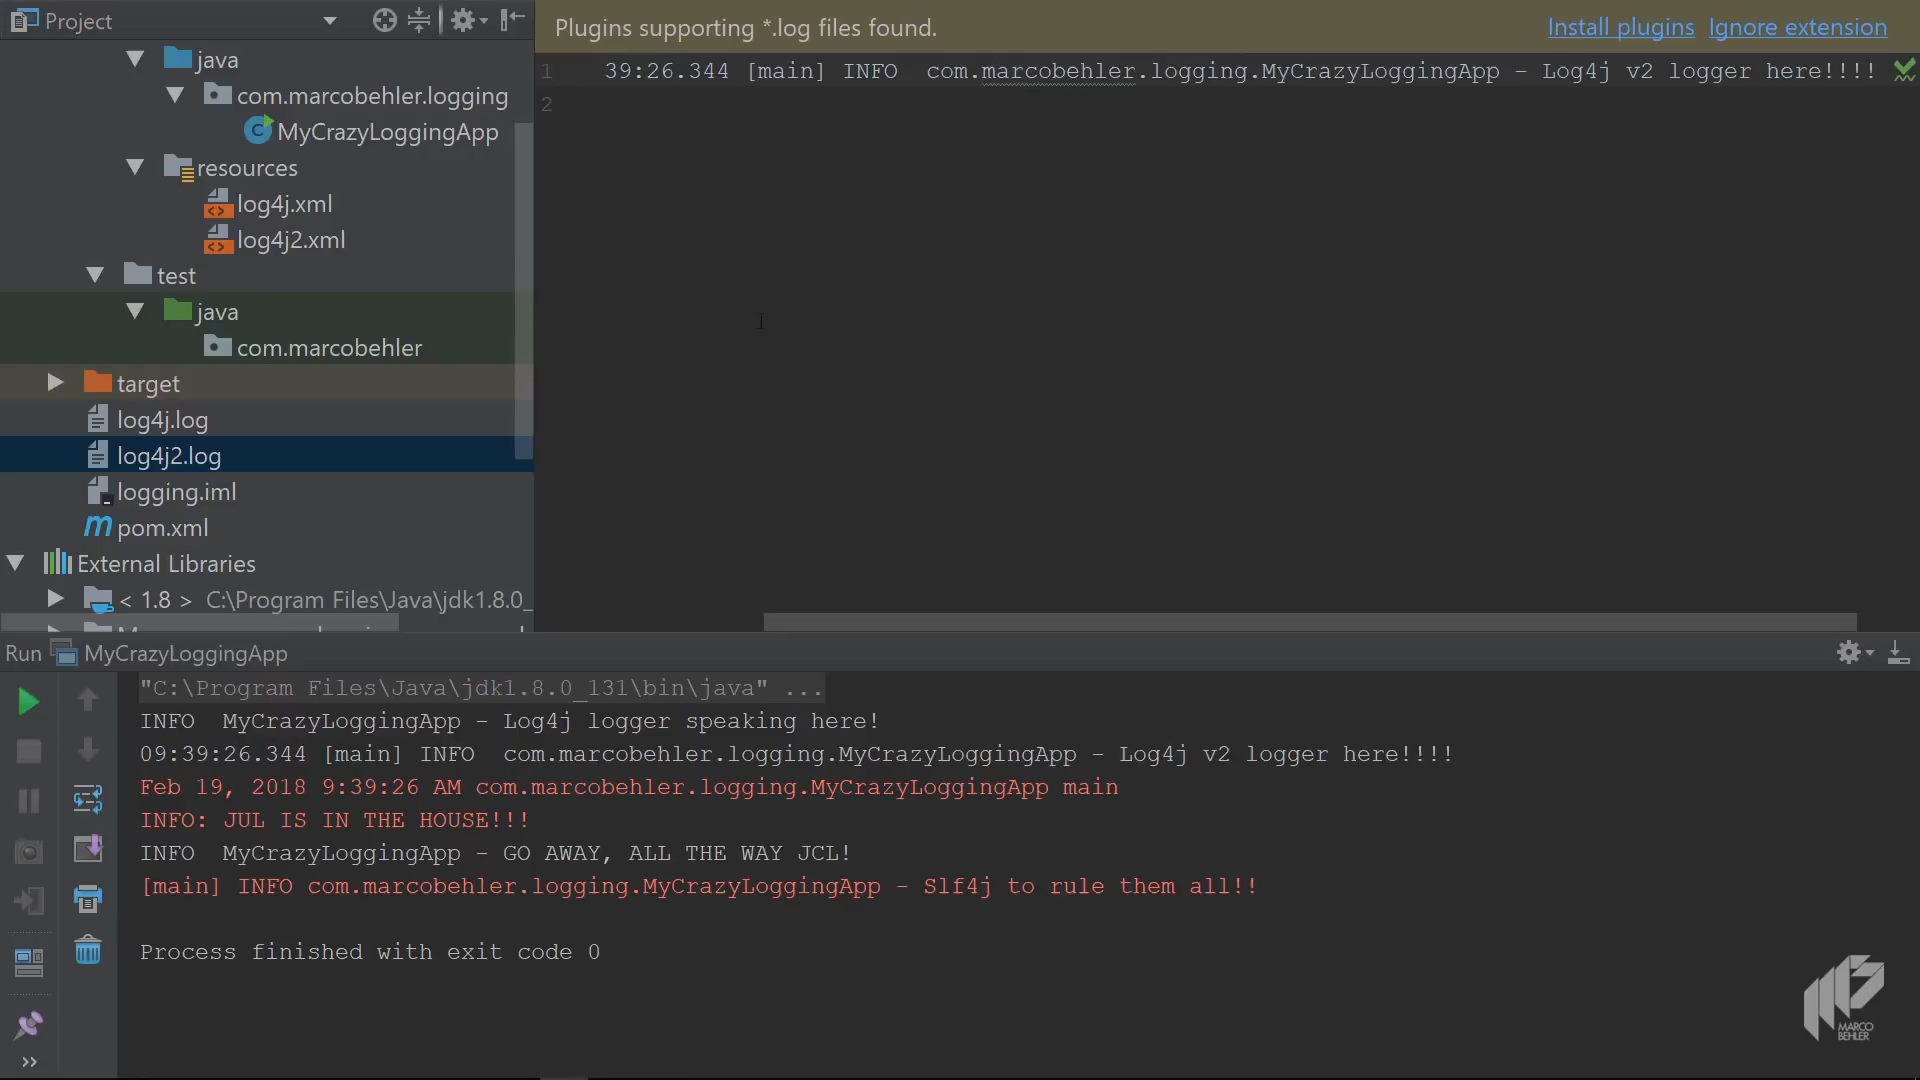 Project
java
com.marcobehler.logging
MyCrazyLoggingApp
resources
log4j.xml
log4j2.xml
test
java
com.marcobehler
target
log4j.log
log4j2.log
logging.iml
pom.xml
External Libraries
< 1.8 > C:\Program Files\Java\jdk1.8.0_
Plugins supporting *.log files found.
Install plugins Ignore extension
1 39:26.344 [main] INFO  com.marcobehler.logging.MyCrazyLoggingApp - Log4j v2 logger here!!!!
2
Run MyCrazyLoggingApp
"C:\Program Files\Java\jdk1.8.0_131\bin\java" ...
INFO  MyCrazyLoggingApp - Log4j logger speaking here!
09:39:26.344 [main] INFO  com.marcobehler.logging.MyCrazyLoggingApp - Log4j v2 logger here!!!!
Feb 19, 2018 9:39:26 AM com.marcobehler.logging.MyCrazyLoggingApp main
INFO: JUL IS IN THE HOUSE!!!
INFO  MyCrazyLoggingApp - GO AWAY, ALL THE WAY JCL!
[main] INFO com.marcobehler.logging.MyCrazyLoggingApp - Slf4j to rule them all!!
Process finished with exit code 0
MARCO
BEHLER